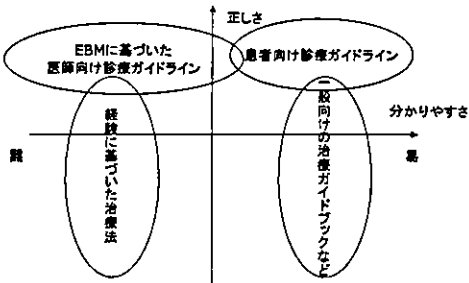 正しさ
EBMに基づいた
医師向け診療ガイドライン
患者向け診療ガイドライン
分かりやすさ
難
易
経験に基づいた治療法
一般向けの治療ガイドブックなど